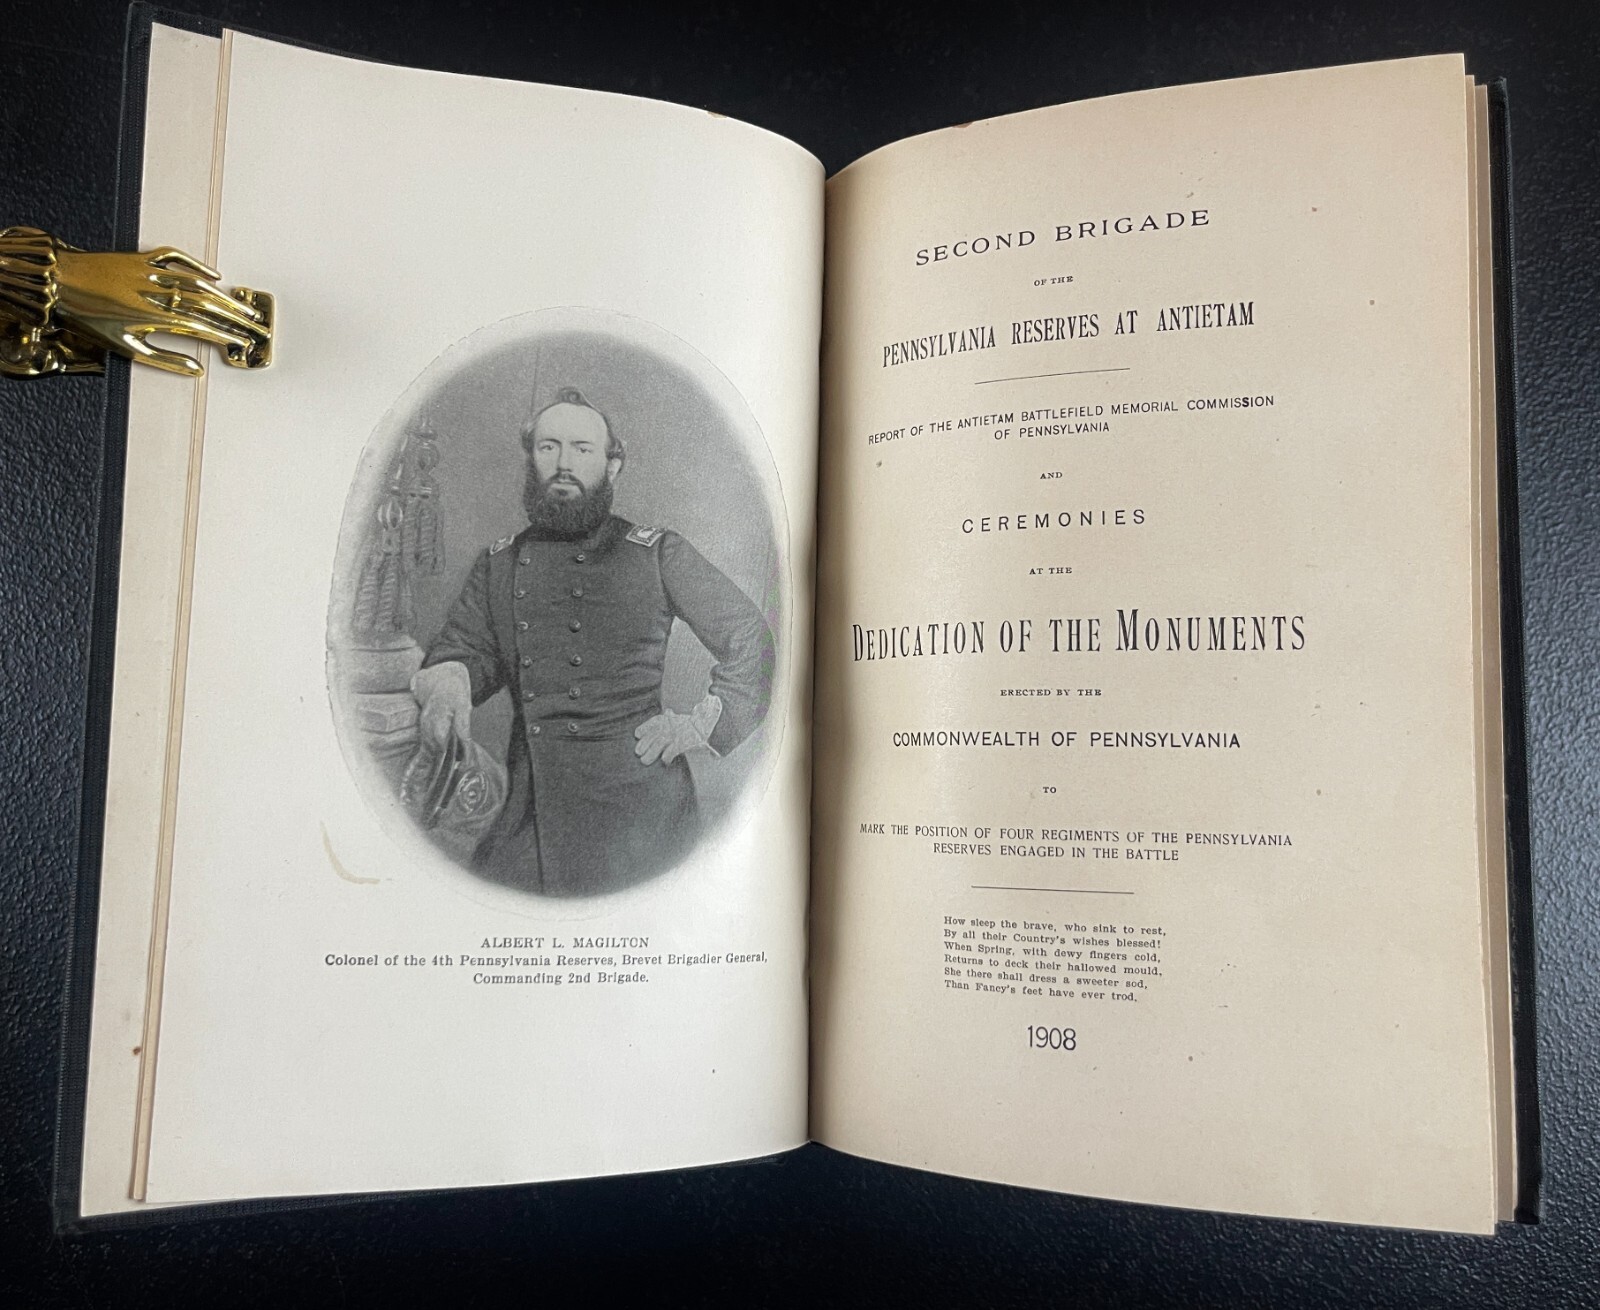 ALBERT L. MAGILTON
Colonel of the 4th Pennsylvania Reserves, Brevet Brigadier General,
Commanding 2nd Brigade.
SECOND BRIGADE
OF THE
PENNSYLVANIA RESERVES AT ANTIETAM
REPORT OF THE ANTIETAM BATTLEFIELD MEMORIAL COMMISSION
OF PENNSYLVANIA
AND
CEREMONIES
AT THE
DEDICATION OF THE MONUMENTS
ERECTED BY THE
COMMONWEALTH OF PENNSYLVANIA
TO
MARK THE POSITION OF FOUR REGIMENTS OF THE PENNSYLVANIA
RESERVES ENGAGED IN THE BATTLE
How sleep the brave, who sink to rest,
By all their Country's wishes blessed!
When Spring, with dewy fingers cold,
Returns to deck their hallowed mould,
She there shall dress a sweeter sod,
Than Fancy's feet have ever trod.
1908